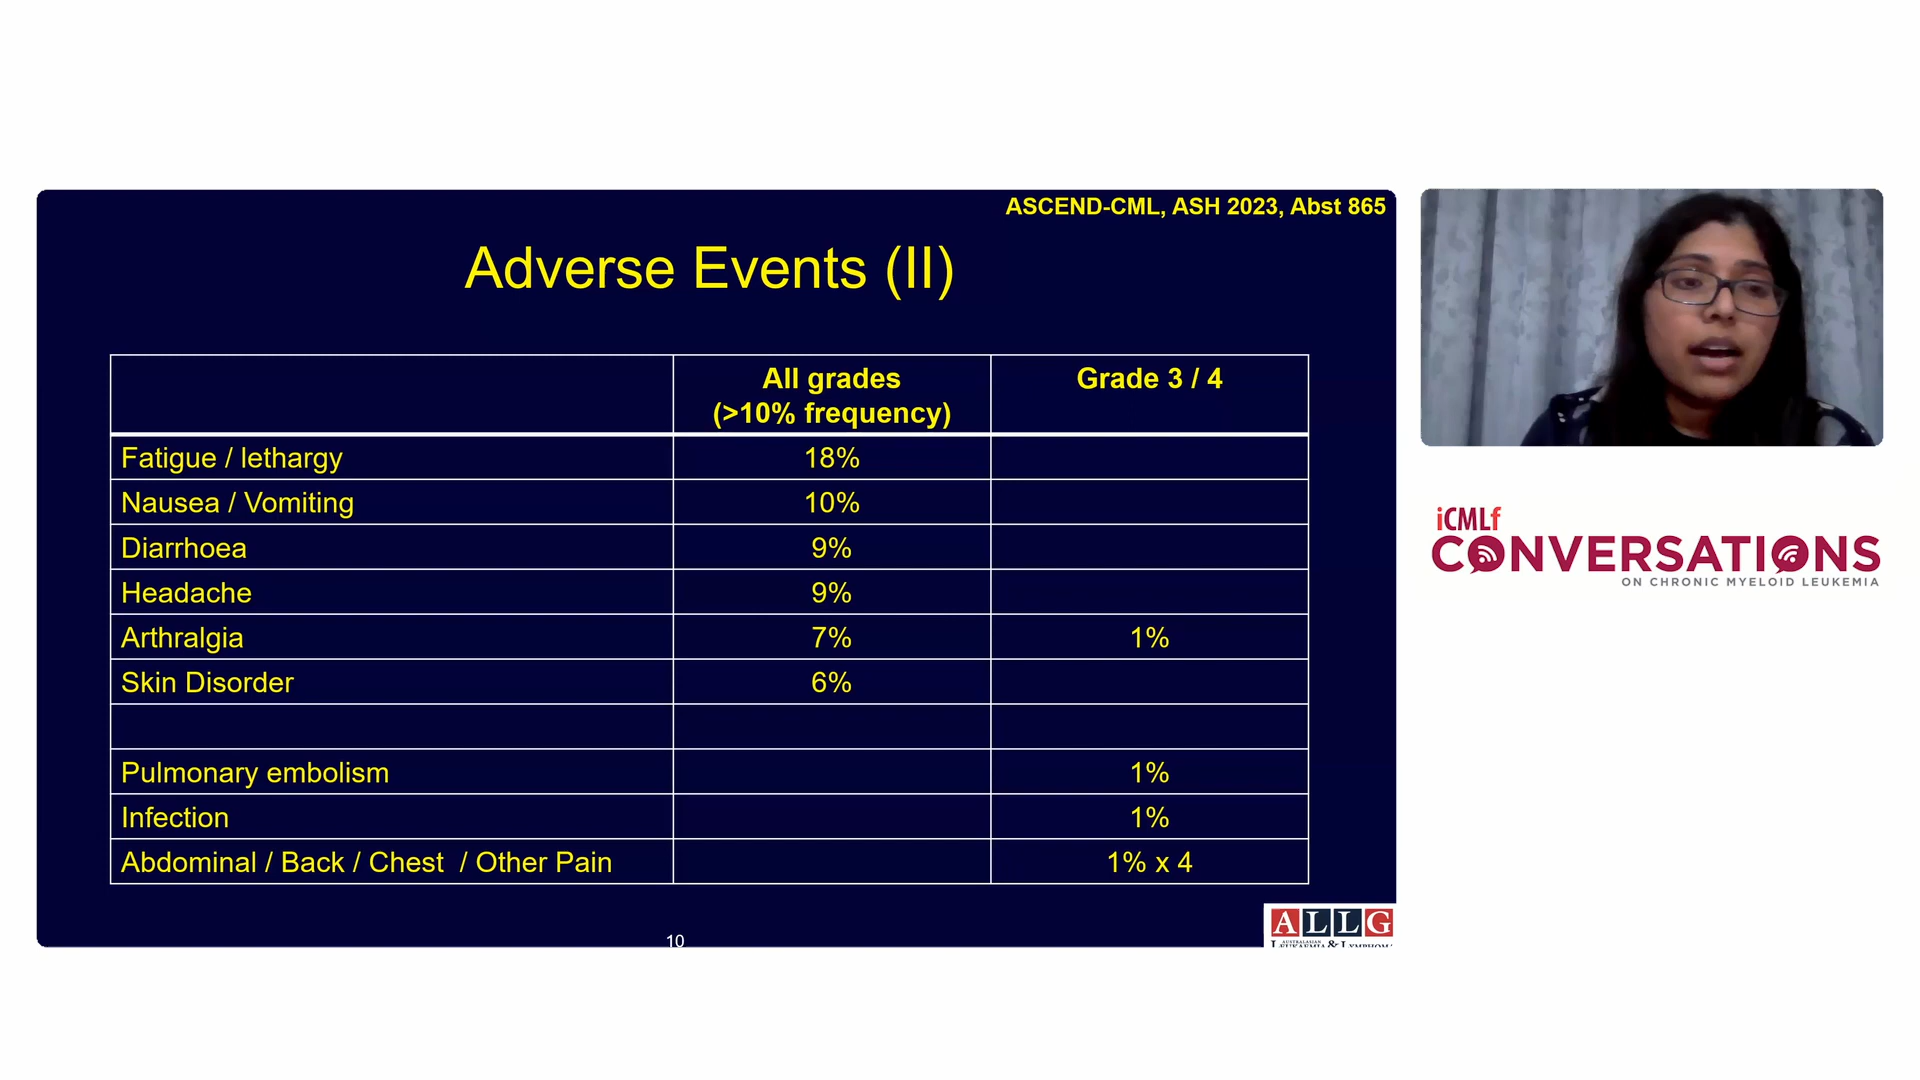 ASCEND-CML, ASH 2023, Abst 865
Adverse Events (II)
All grades
(>10% frequency)
Grade 3 / 4
Fatigue / lethargy 18%
Nausea / Vomiting 10%
Diarrhoea 9%
Headache 9%
Arthralgia 7% 1%
Skin Disorder 6%
Pulmonary embolism 1%
Infection 1%
Abdominal / Back / Chest / Other Pain 1% x 4
10
ALLG
iCMLf
CONVERSATIONS
ON CHRONIC MYELOID LEUKEMIA